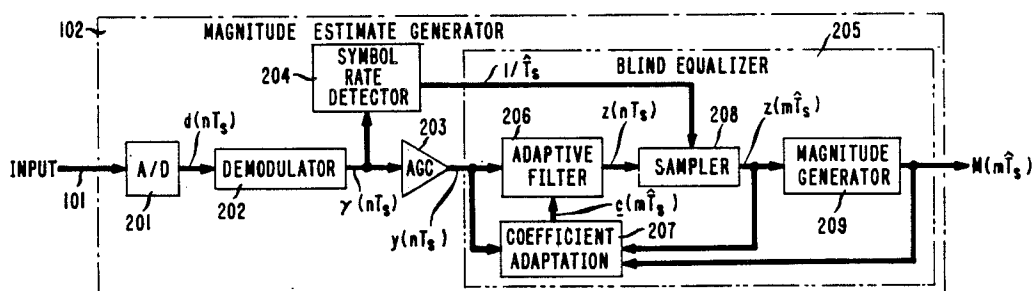 102
MAGNITUDE ESTIMATE GENERATOR
205
SYMBOL
RATE
DETECTOR
204
1/T̂s
BLIND EQUALIZER
206
z(nTs)
208
z(mT̂s)
203
d(nTs)
INPUT
101
A/D
201
DEMODULATOR
202
γ(nTs)
AGC
y(nTs)
ADAPTIVE
FILTER
SAMPLER
MAGNITUDE
GENERATOR
209
M(mT̂s)
c(mT̂s)
207
COEFFICIENT
ADAPTATION